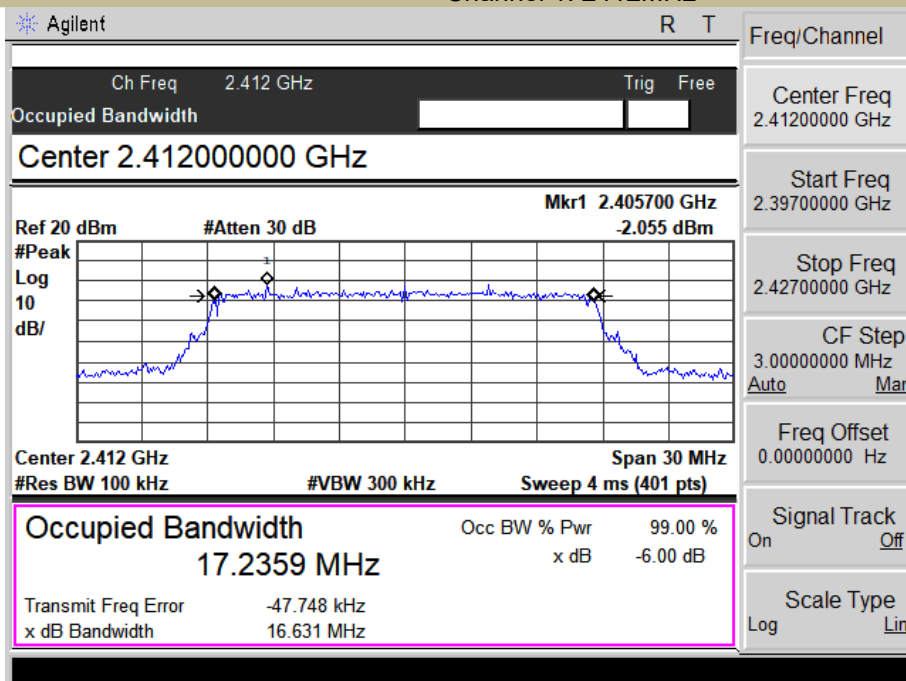 Agilent R T
Freq/Channel
Ch Freq 2.412 GHz Trig Free
Occupied Bandwidth
Center 2.412000000 GHz
Mkr1 2.405700 GHz
Ref 20 dBm #Atten 30 dB -2.055 dBm
#Peak
Log
10
dB/
1
Center 2.412 GHz Span 30 MHz
#Res BW 100 kHz #VBW 300 kHz Sweep 4 ms (401 pts)
Occupied Bandwidth
17.2359 MHz
Occ BW % Pwr 99.00 %
x dB -6.00 dB
Transmit Freq Error -47.748 kHz
x dB Bandwidth 16.631 MHz
Center Freq
2.41200000 GHz
Start Freq
2.39700000 GHz
Stop Freq
2.42700000 GHz
CF Step
3.00000000 MHz
Auto Man
Freq Offset
0.00000000 Hz
Signal Track
On Off
Scale Type
Log Lin